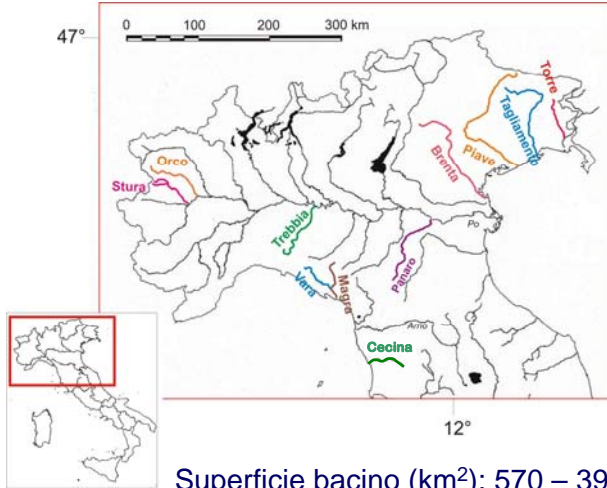 0 100 200 300 km
47°
Torre
Tagliamento
Piave
Brenta
Orco
Stura
Trebbia
Po
Panaro
Vara
Magra
Arno
Cecina
12°
Superficie bacino (km²): 570 – 39